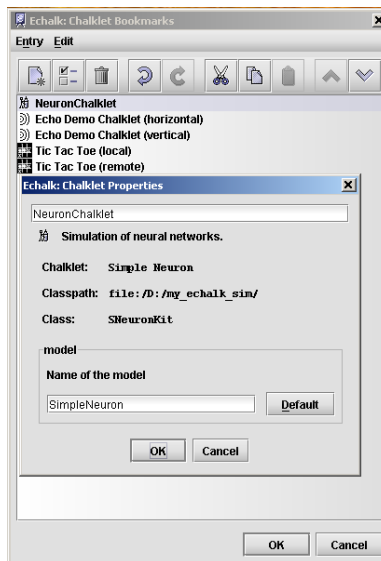 Echalk: Chalklet Bookmarks
Entry Edit
NeuronChalklet
Echo Demo Chalklet (horizontal)
Echo Demo Chalklet (vertical)
Tic Tac Toe (local)
Tic Tac Toe (remote)
Echalk: Chalklet Properties
NeuronChalklet
Simulation of neural networks.
Chalklet: Simple Neuron
Classpath: file:/D:/my_echalk_sim/
Class: SNeuronKit
model
Name of the model
SimpleNeuron Default
OK Cancel
OK Cancel